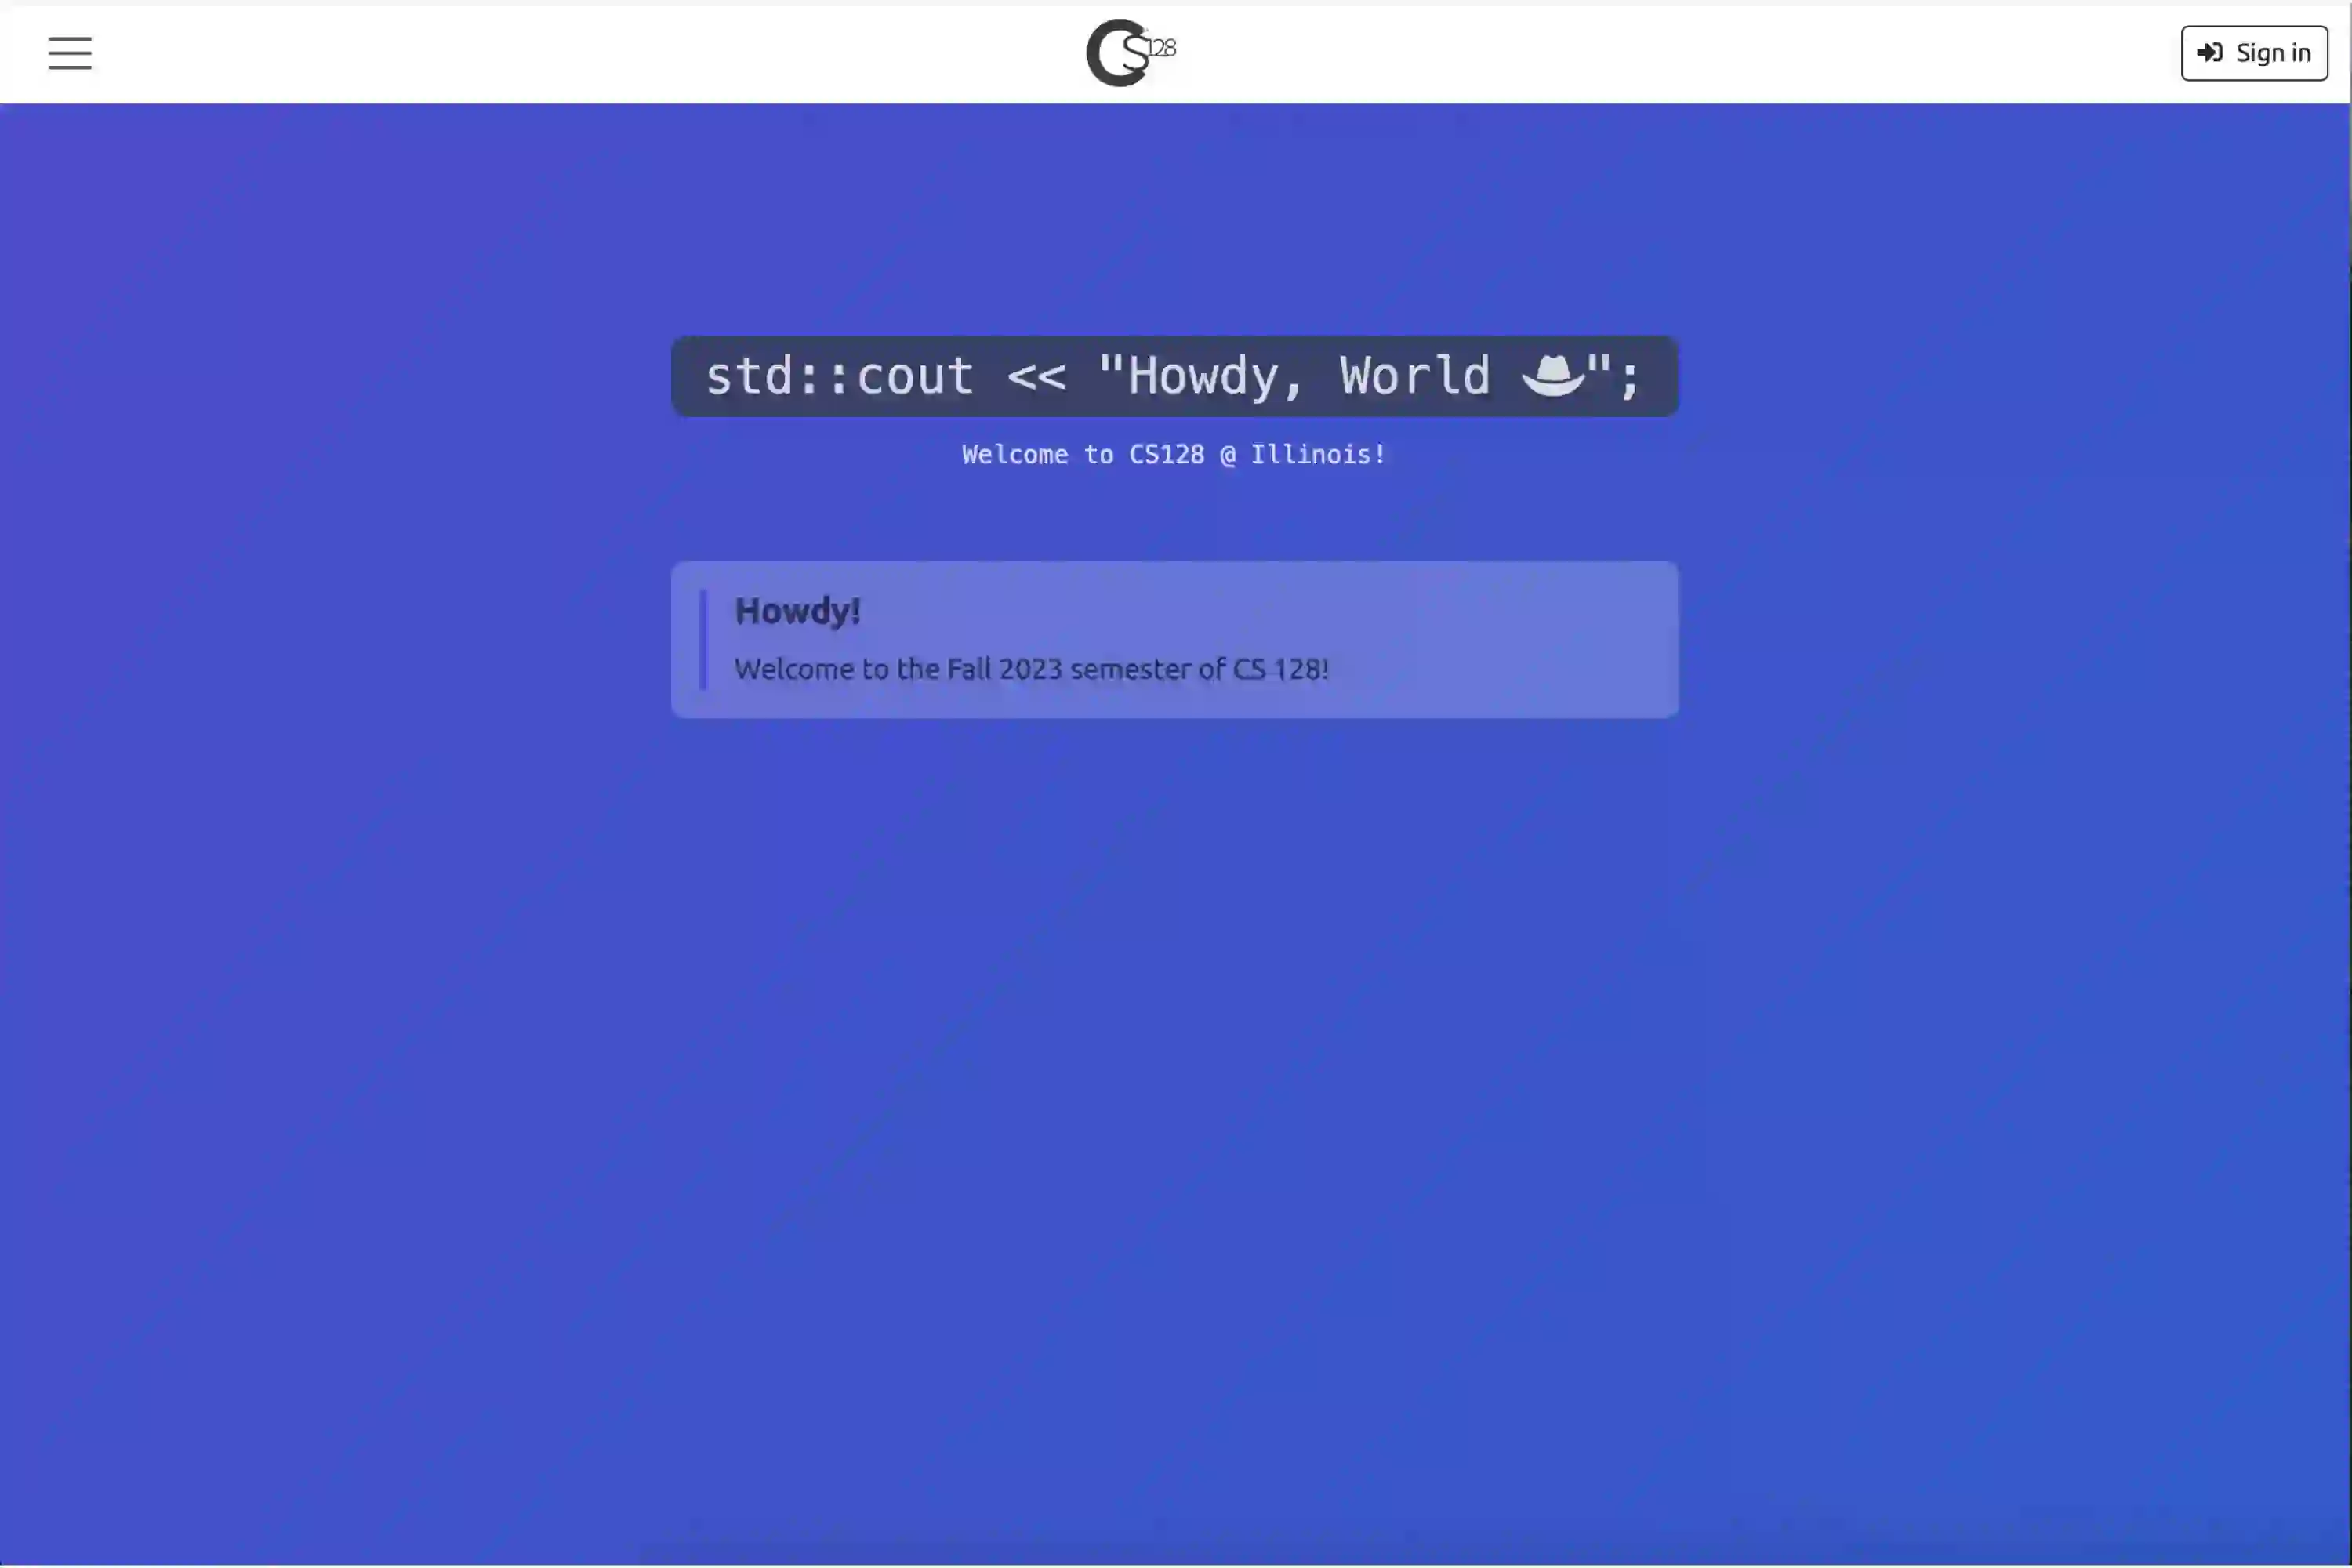 CS128
Sign in
std::cout << "Howdy, World 🤠";
Welcome to CS128 @ Illinois!
Howdy!
Welcome to the Fall 2023 semester of CS 128!